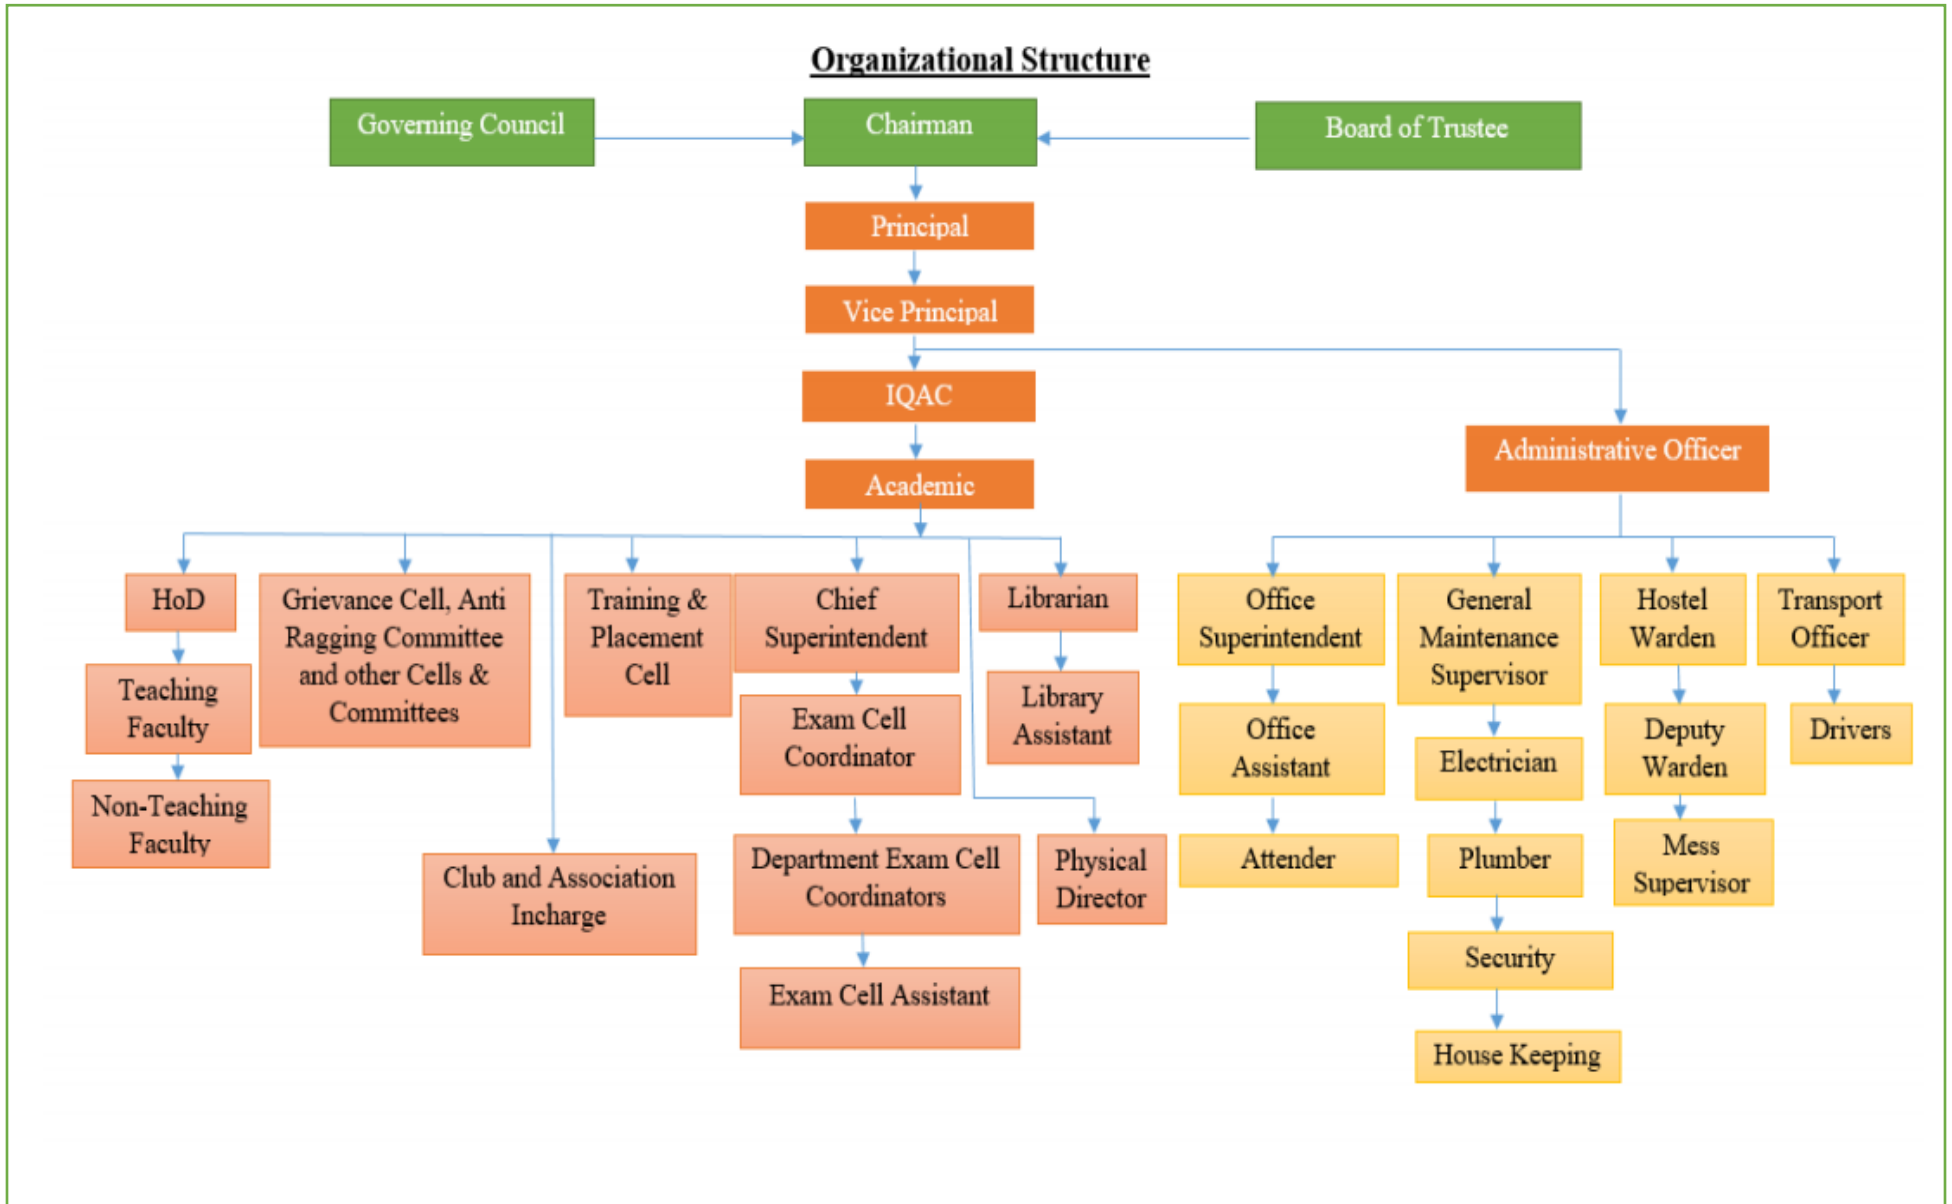 Organizational Structure
Governing Council
Chairman
Board of Trustee
Principal
Vice Principal
IQAC
Administrative Officer
Academic
HoD
Teaching
Faculty
Non-Teaching
Faculty
Grievance Cell, Anti
Ragging Committee
and other Cells &
Committees
Club and Association
Incharge
Training &
Placement
Cell
Chief
Superintendent
Exam Cell
Coordinator
Department Exam Cell
Coordinators
Exam Cell Assistant
Librarian
Library
Assistant
Physical
Director
Office
Superintendent
Office
Assistant
Attender
General
Maintenance
Supervisor
Electrician
Plumber
Security
House Keeping
Hostel
Warden
Deputy
Warden
Mess
Supervisor
Transport
Officer
Drivers